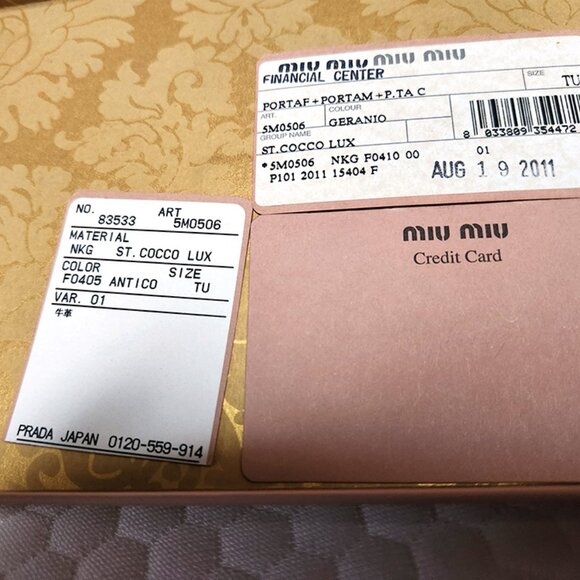 miu miu miu miu
FINANCIAL CENTER
SIZE
TU
PORTAF+PORTAM+P.TA C
ART. COLOUR
5M0506 GERANIO
GROUP NAME
8 033809 354472
ST.COCCO LUX
*5M0506 NKG F0410 00 01
P101 2011 15404 F
AUG 19 2011
NO. 83533 ART 5M0506
MATERIAL
NKG ST.COCCO LUX
COLOR SIZE
F0405 ANTICO TU
VAR. 01
牛革
PRADA JAPAN 0120-559-914
miu miu
Credit Card